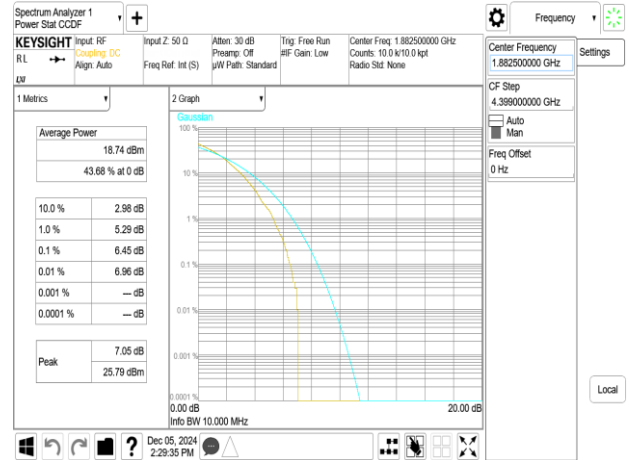 Spectrum Analyzer 1
Power Stat CCDF
Frequency
KEYSIGHT
RL
LXI
Input: RF
Coupling: DC
Align: Auto
Input Z: 50 Ω
Freq Ref: Int (S)
Atten: 30 dB
Preamp: Off
µW Path: Standard
Trig: Free Run
#IF Gain: Low
Center Freq: 1.882500000 GHz
Counts: 10.0 k/10.0 kpt
Radio Std: None
Center Frequency
1.882500000 GHz
Settings
CF Step
4.399000000 GHz
Auto
Man
Freq Offset
0 Hz
Local
1 Metrics
Average Power
18.74 dBm
43.68 % at 0 dB
10.0 % 2.98 dB
1.0 % 5.29 dB
0.1 % 6.45 dB
0.01 % 6.96 dB
0.001 % --- dB
0.0001 % --- dB
Peak
7.05 dB
25.79 dBm
2 Graph
Gaussian
100 %
10 %
1 %
0.1 %
0.01 %
0.001 %
0.0001 %
0.00 dB 20.00 dB
Info BW 10.000 MHz
?
Dec 05, 2024
2:29:35 PM